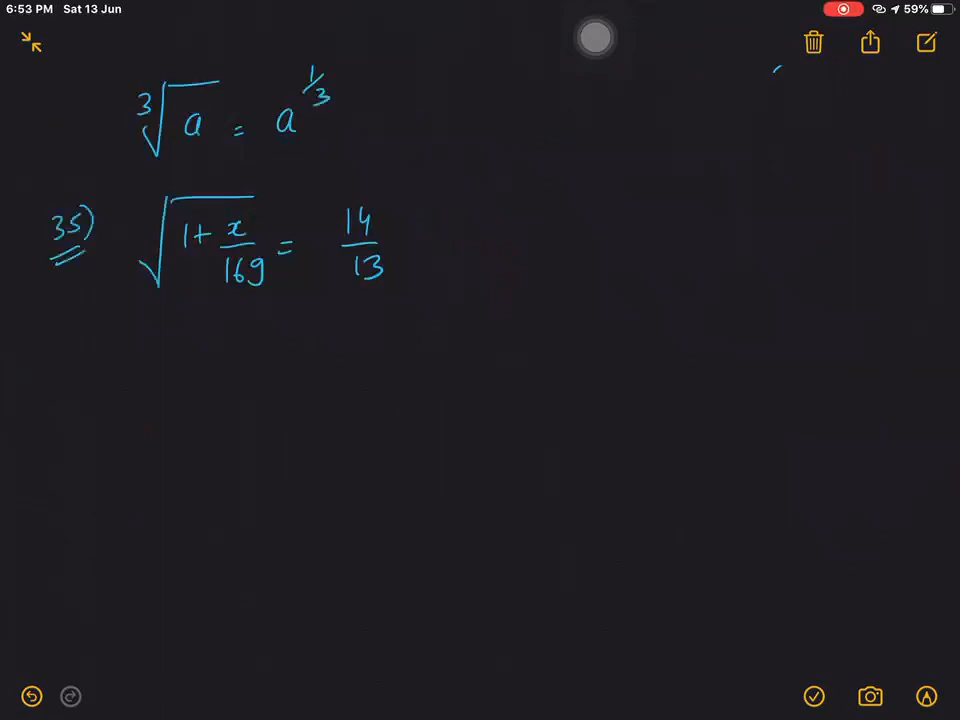 6:53 PM Sat 13 Jun 59%
∛a = a^(1/3)
35) √(1 + x/169) = 14/13